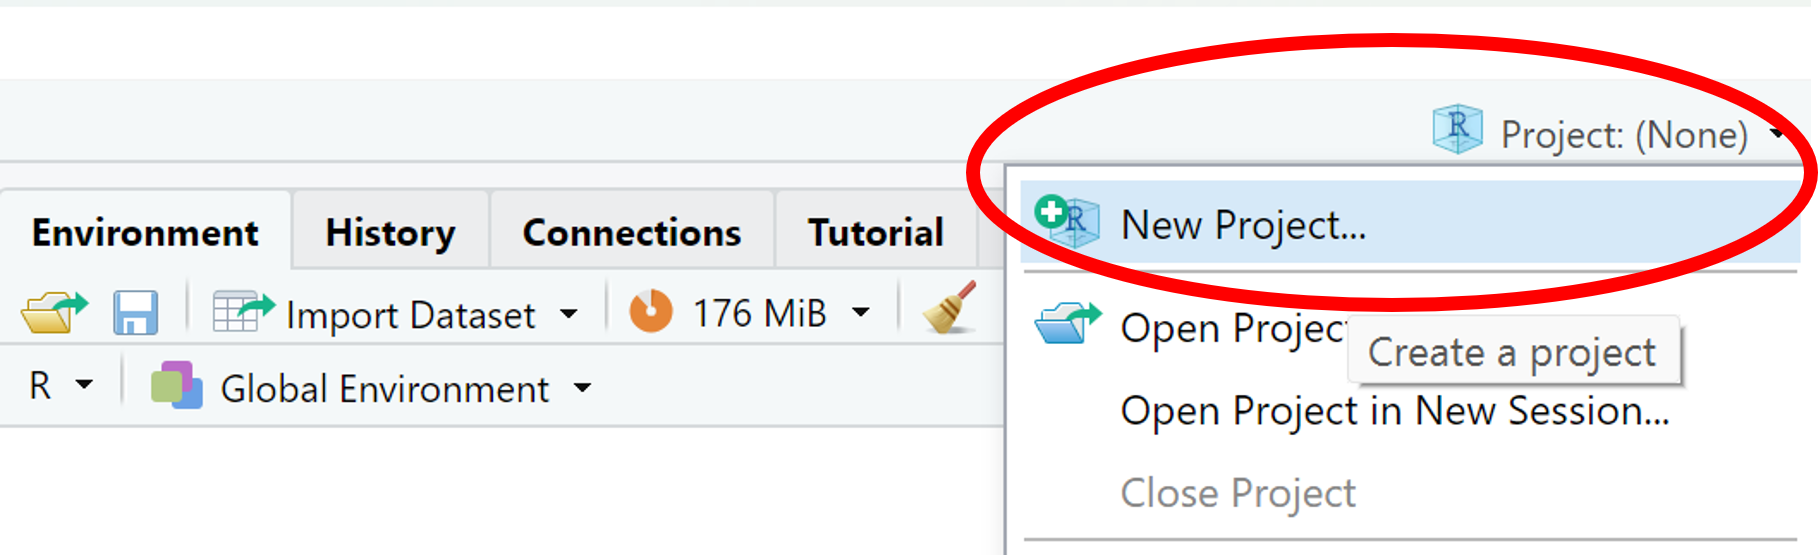 Project: (None)
New Project...
Environment
History
Connections
Tutorial
Import Dataset
176 MiB
Open Project
Create a project
R
Global Environment
Open Project in New Session...
Close Project